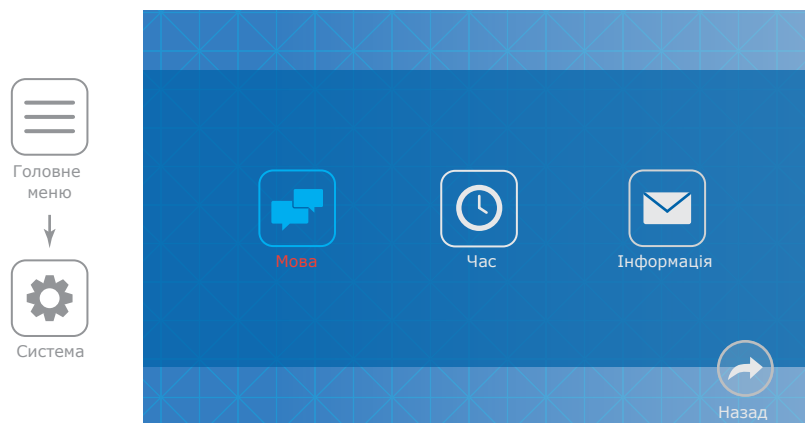 Головне
меню
Система
Мова
Час
Інформація
Назад